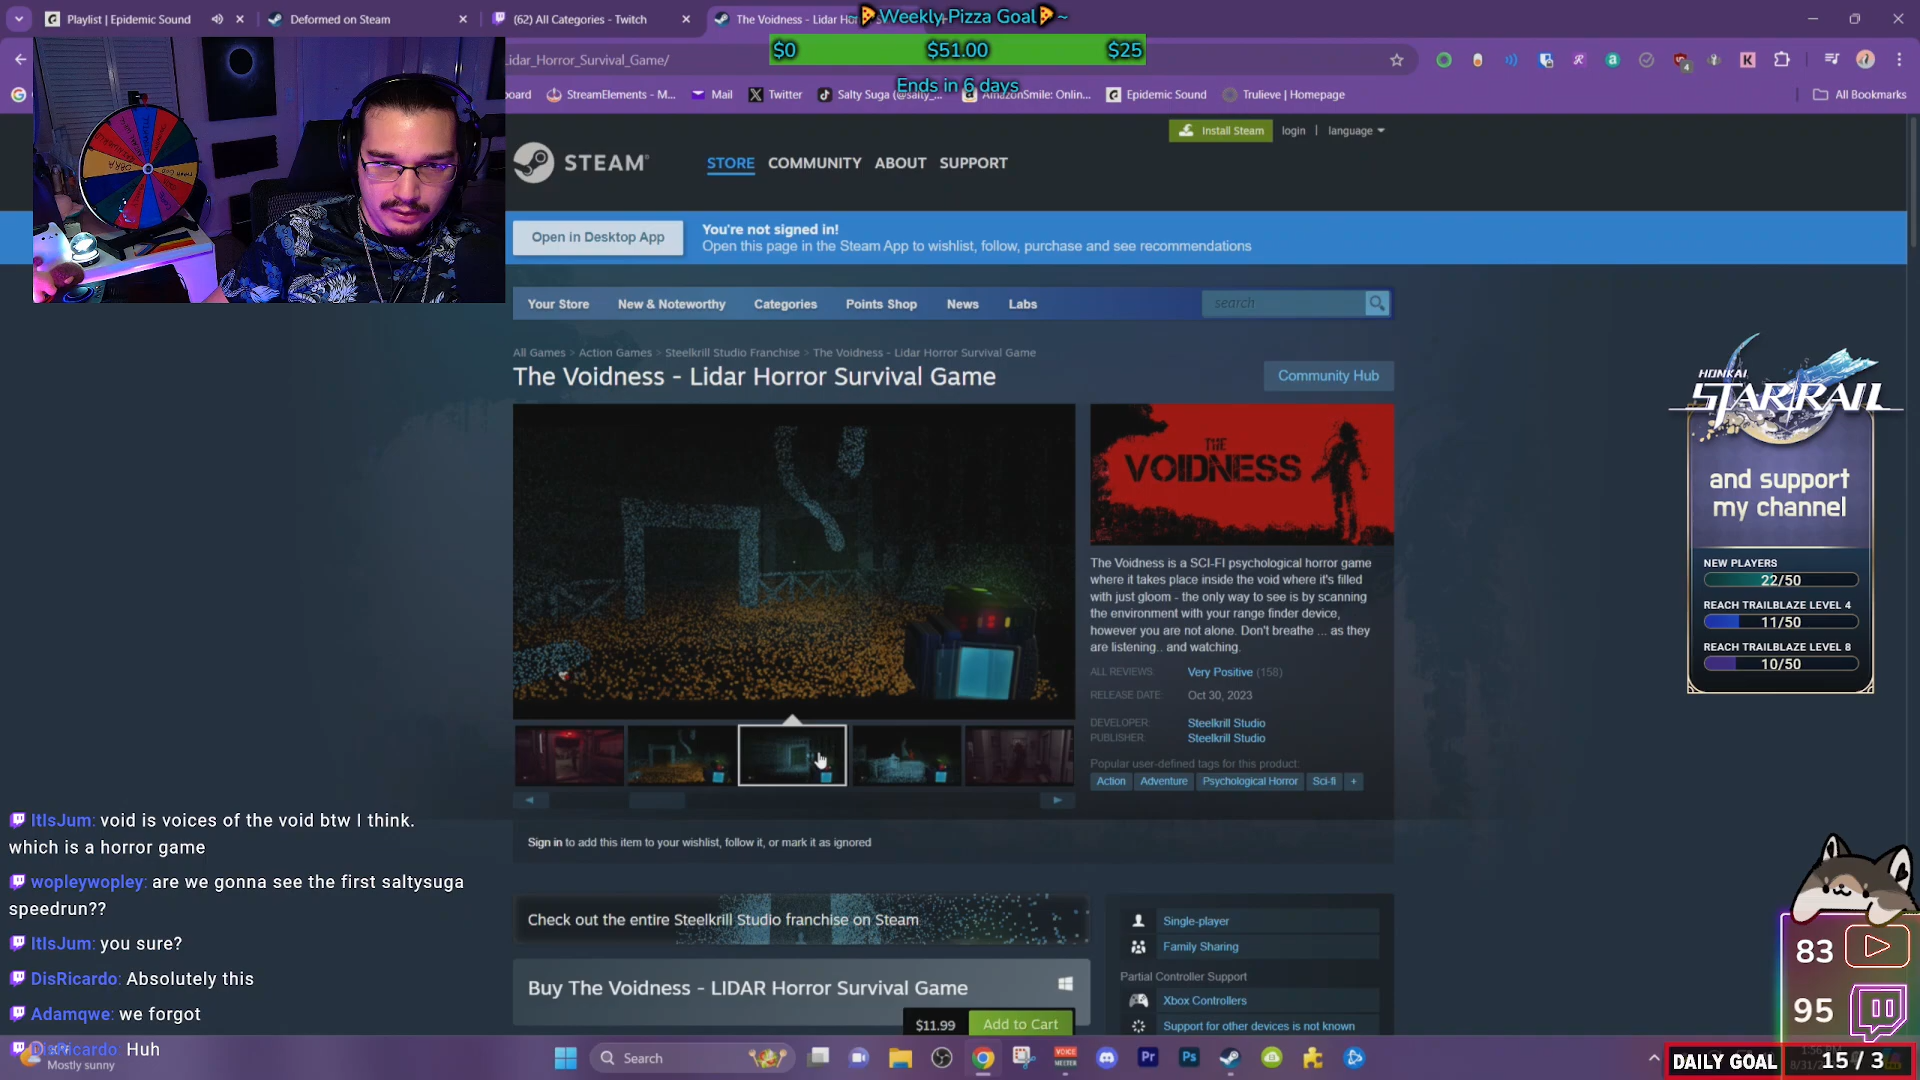 Playlist | Epidemic Sound
Deformed on Steam
(62) All Categories - Twitch
The Voidness - Lidar Ho
~🍕Weekly Pizza Goal🍕~
$0 $51.00 $25
Ends in 6 days
Lidar_Horror_Survival_Game/
board
StreamElements - M...
Mail
Twitter
Salty Suga (@salty_...
AmazonSmile: Onlin...
Epidemic Sound
Trulieve | Homepage
All Bookmarks
STEAM
STORE COMMUNITY ABOUT SUPPORT
Install Steam login | language
Open in Desktop App
You're not signed in!
Open this page in the Steam App to wishlist, follow, purchase and see recommendations
Your Store New & Noteworthy Categories Points Shop News Labs
search
All Games > Action Games > Steelkrill Studio Franchise > The Voidness - Lidar Horror Survival Game
The Voidness - Lidar Horror Survival Game
Community Hub
THE
VOIDNESS
The Voidness is a SCI-FI psychological horror game
where it takes place inside the void where it's filled
with just gloom - the only way to see is by scanning
the environment with your range finder device,
however you are not alone. Don't breathe ... as they
are listening.. and watching.
ALL REVIEWS: Very Positive (158)
RELEASE DATE: Oct 30, 2023
DEVELOPER: Steelkrill Studio
PUBLISHER: Steelkrill Studio
Popular user-defined tags for this product:
Action Adventure Psychological Horror Sci-fi +
Sign in to add this item to your wishlist, follow it, or mark it as ignored
Check out the entire Steelkrill Studio franchise on Steam
Buy The Voidness - LIDAR Horror Survival Game
$11.99 Add to Cart
Single-player
Family Sharing
Partial Controller Support
Xbox Controllers
Support for other devices is not known
HONKAI
STAR RAIL
and support
my channel
NEW PLAYERS
22/50
REACH TRAILBLAZE LEVEL 4
11/50
REACH TRAILBLAZE LEVEL 8
10/50
ItIsJum: void is voices of the void btw I think.
which is a horror game
wopleywopley: are we gonna see the first saltysuga
speedrun??
ItIsJum: you sure?
DisRicardo: Absolutely this
Adamqwe: we forgot
DisRicardo: Huh
Mostly sunny
Search
VOICE
MEETER
Pr
Ps
83
95
DAILY GOAL 15 / 3